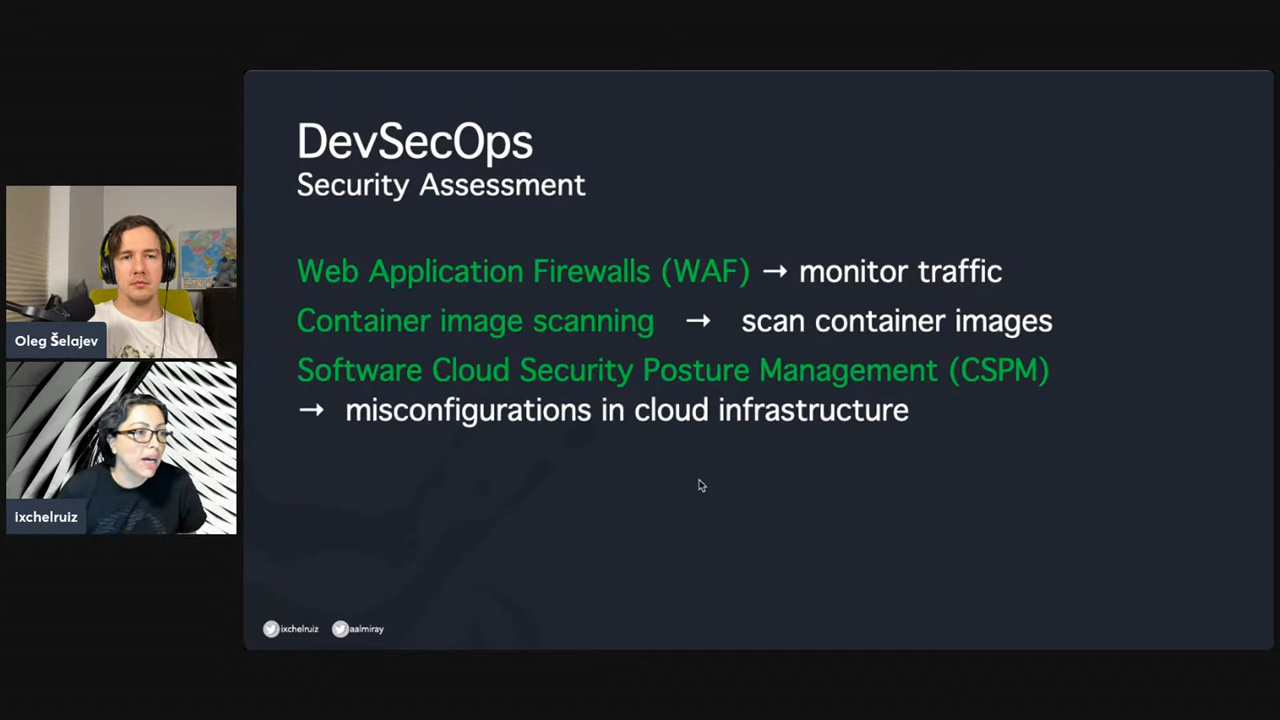 DevSecOps
Security Assessment
Web Application Firewalls (WAF) → monitor traffic
Container image scanning → scan container images
Software Cloud Security Posture Management (CSPM)
→ misconfigurations in cloud infrastructure
Oleg Šelajev
ixchelruiz
ixchelruiz aalmiray